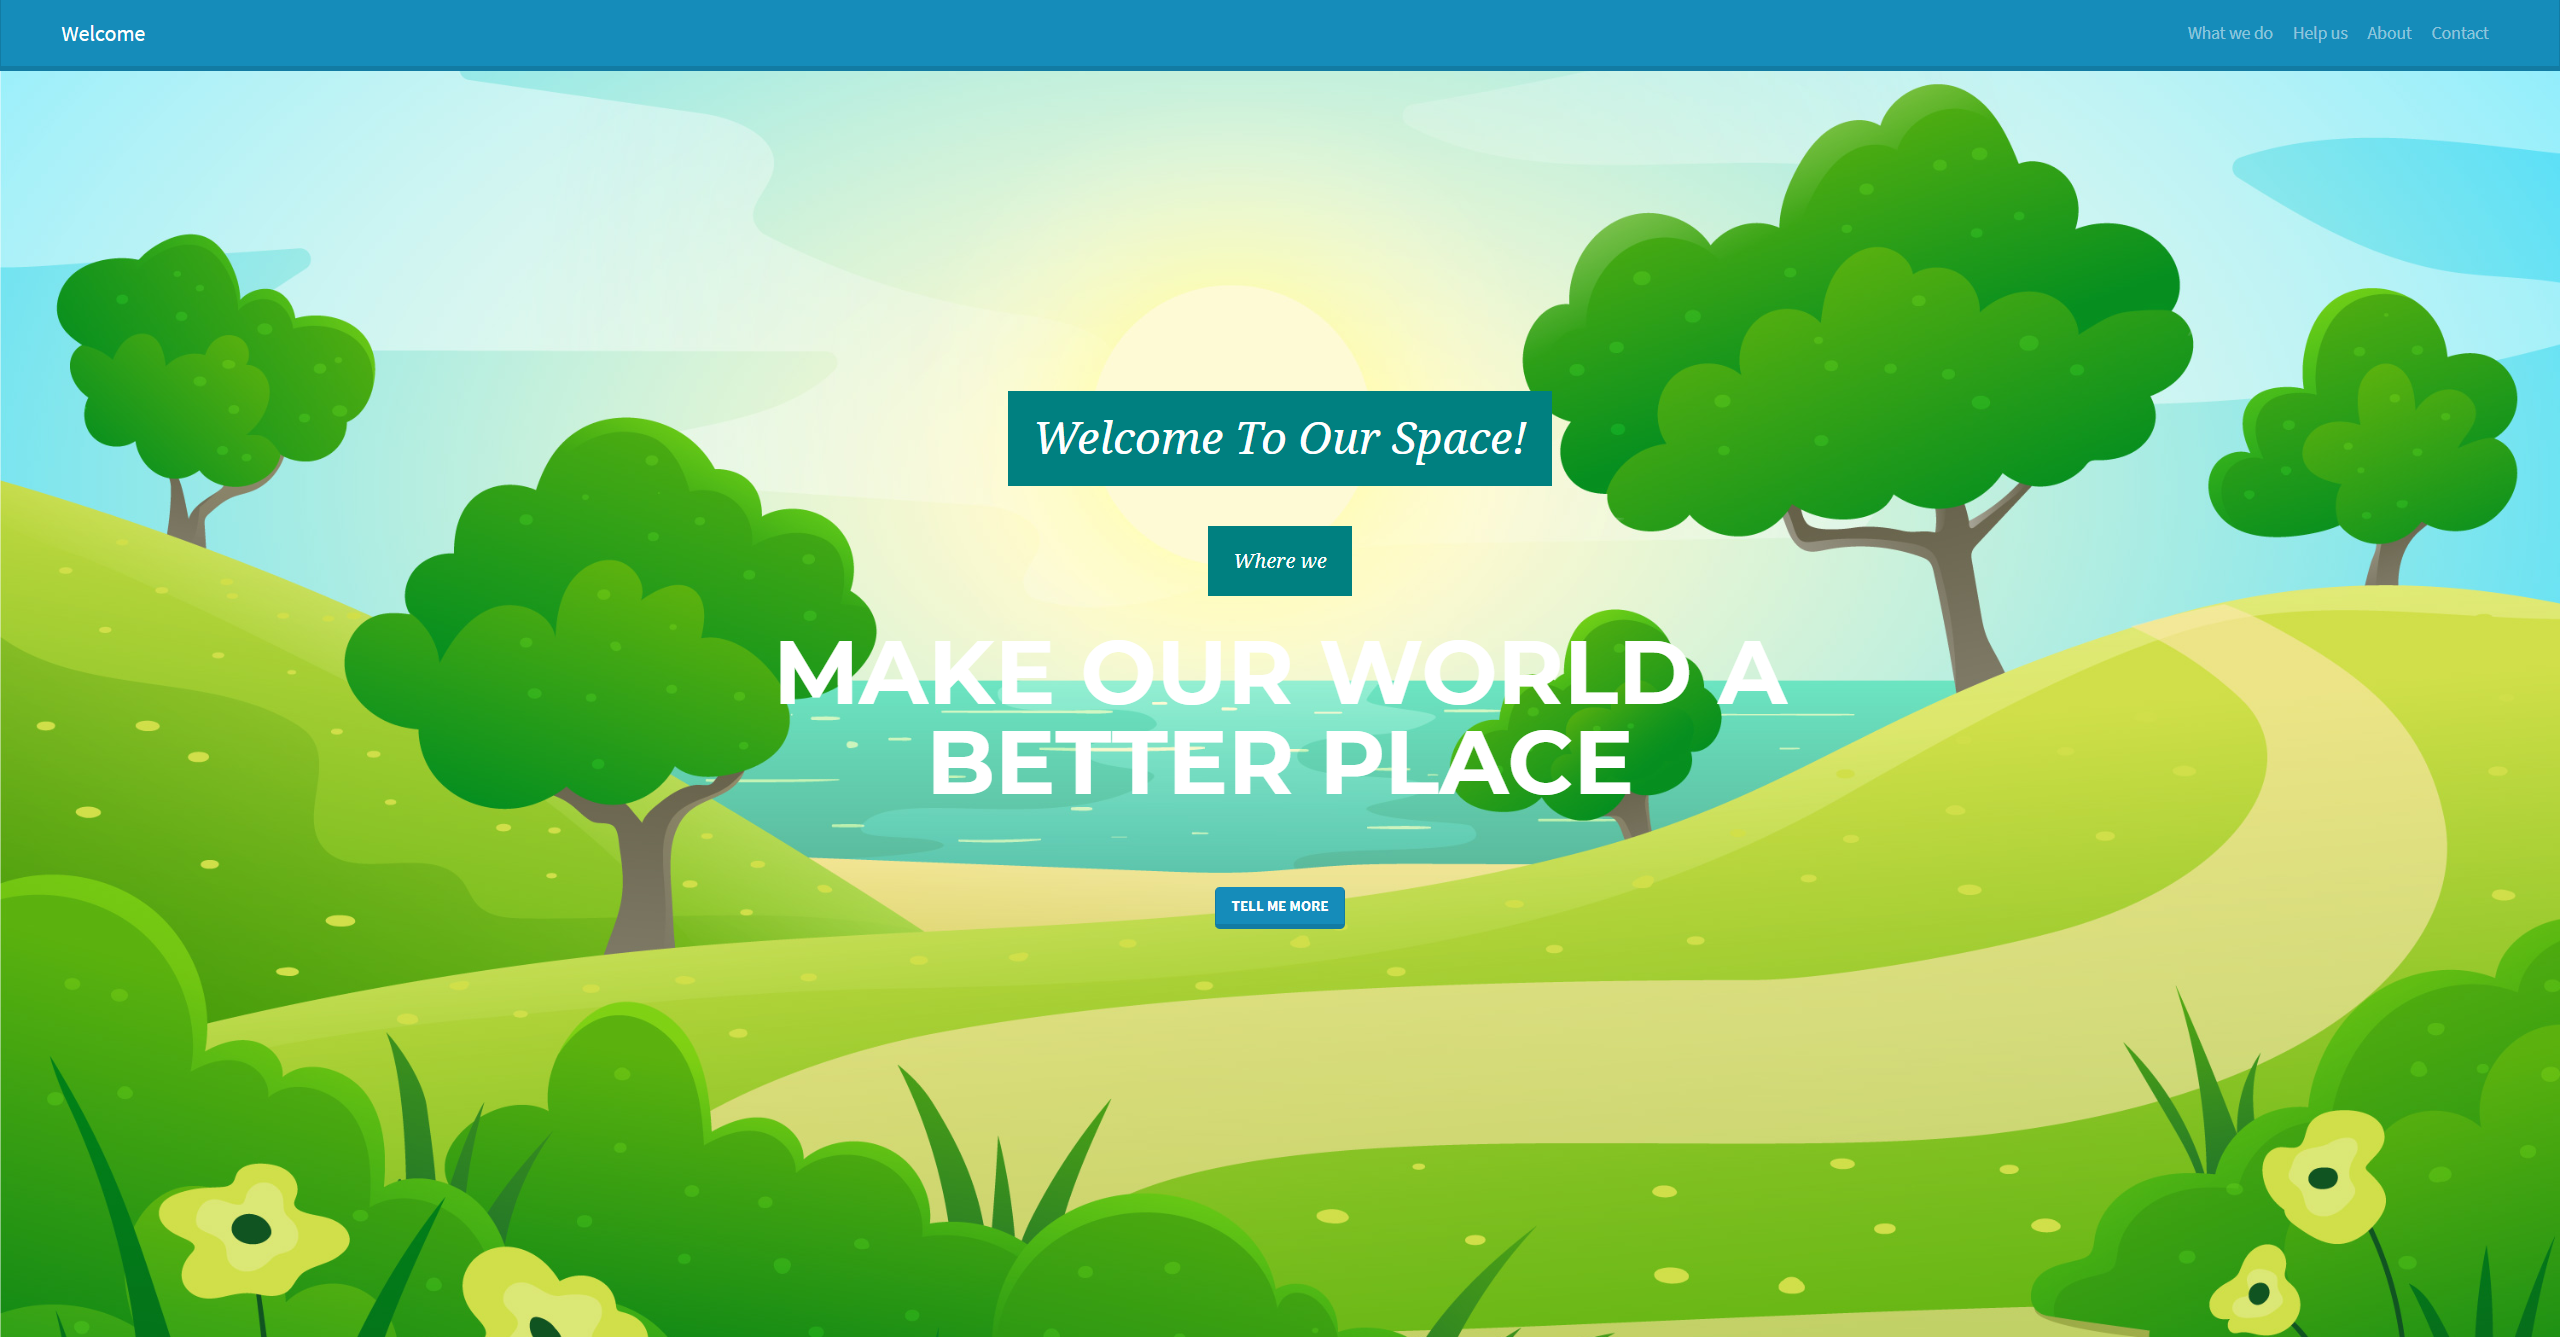 Welcome
What we do Help us About Contact
Welcome To Our Space!
Where we
MAKE OUR WORLD A
BETTER PLACE
TELL ME MORE